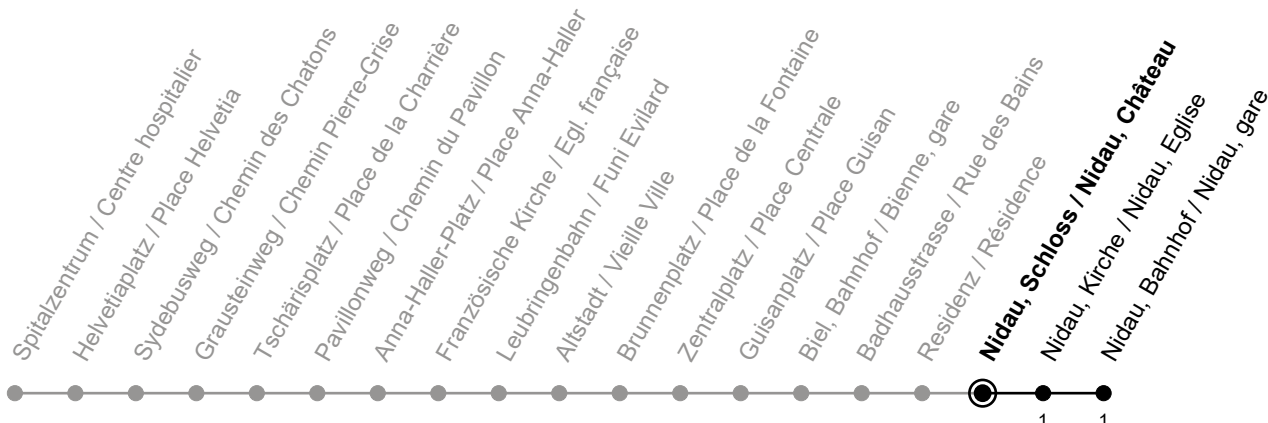 Spitalzentrum / Centre hospitalier
Helvetiaplatz / Place Helvetia
Sydebusweg / Chemin des Chatons
Grausteinweg / Chemin Pierre-Grise
Tschärisplatz / Place de la Charrière
Pavillonweg / Chemin du Pavillon
Anna-Haller-Platz / Place Anna-Haller
Französische Kirche / Egl. française
Leubringenbahn / Funi Evilard
Altstadt / Vieille Ville
Brunnenplatz / Place de la Fontaine
Zentralplatz / Place Centrale
Guisanplatz / Place Guisan
Biel, Bahnhof / Bienne, gare
Badhausstrasse / Rue des Bains
Residenz / Résidence
Nidau, Schloss / Nidau, Château
Nidau, Kirche / Nidau, Eglise
Nidau, Bahnhof / Nidau, gare
1 1